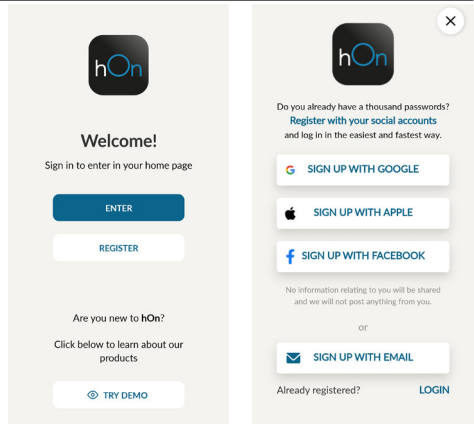 hOn
Welcome!
Sign in to enter in your home page
ENTER
REGISTER
Are you new to hOn?
Click below to learn about our
products
TRY DEMO
hOn
Do you already have a thousand passwords?
Register with your social accounts
and log in in the easiest and fastest way.
SIGN UP WITH GOOGLE
SIGN UP WITH APPLE
SIGN UP WITH FACEBOOK
No information relating to you will be shared
and we will not post anything from you.
or
SIGN UP WITH EMAIL
Already registered? LOGIN